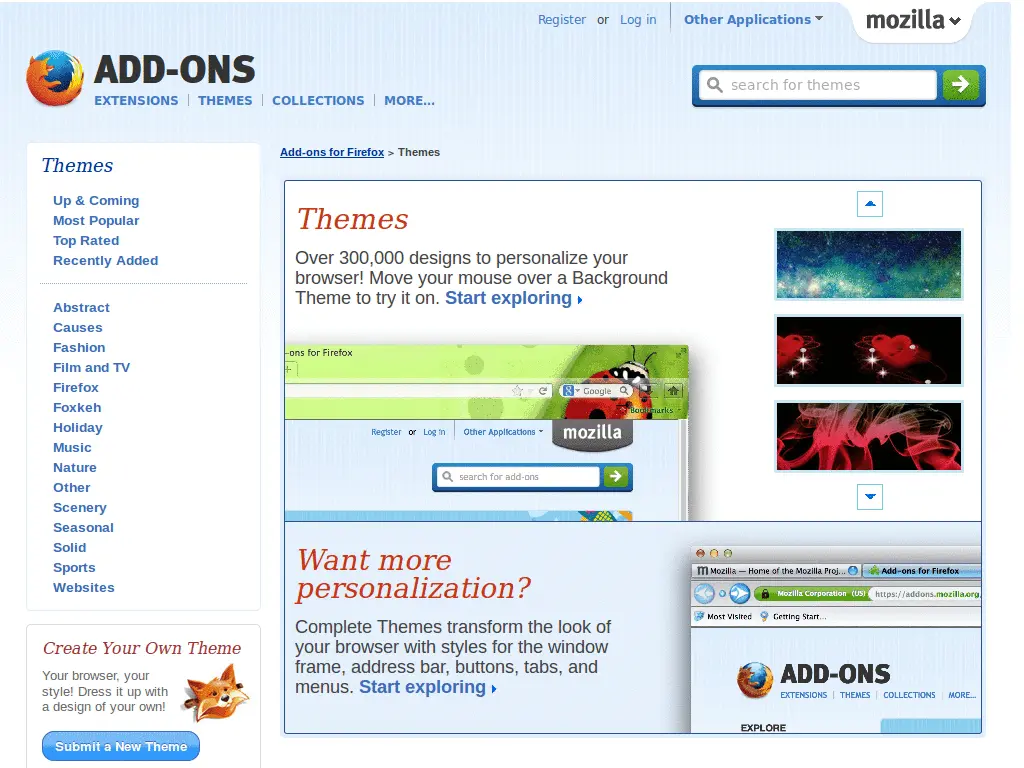 Register or Log in Other Applications mozilla
ADD-ONS
search for themes
EXTENSIONS THEMES COLLECTIONS MORE...
Add-ons for Firefox > Themes
Themes
Up & Coming
Most Popular
Top Rated
Recently Added
Abstract
Causes
Fashion
Film and TV
Firefox
Foxkeh
Holiday
Music
Nature
Other
Scenery
Seasonal
Solid
Sports
Websites
Create Your Own Theme
Your browser, your
style! Dress it up with
a design of your own!
Submit a New Theme
Themes
Over 300,000 designs to personalize your
browser! Move your mouse over a Background
Theme to try it on. Start exploring
-ons for Firefox
Google
Bookmarks
Register or Log in Other Applications mozilla
search for add-ons
Want more
personalization?
Complete Themes transform the look of
your browser with styles for the window
frame, address bar, buttons, tabs, and
menus. Start exploring
Mozilla — Home of the Mozilla Proj... Add-ons for Firefox
Mozilla Corporation (US) https://addons.mozilla.org
Most Visited Getting Start...
ADD-ONS
EXTENSIONS THEMES COLLECTIONS MORE...
EXPLORE